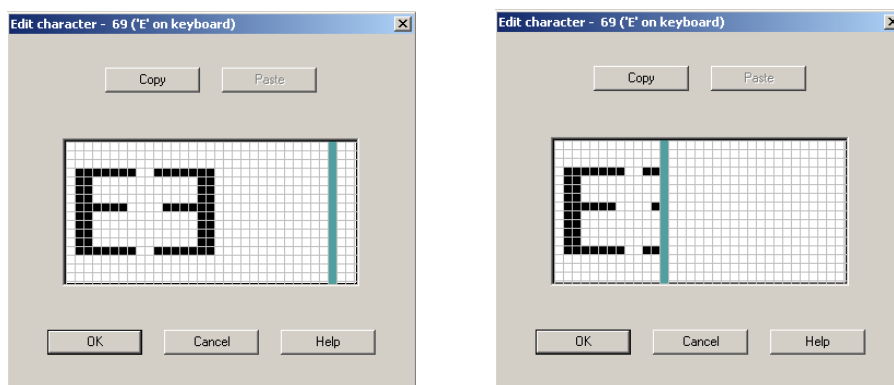 Edit character - 69 ('E' on keyboard)
Copy Paste
EƎ
OK Cancel Help
Edit character - 69 ('E' on keyboard)
Copy Paste
E
OK Cancel Help